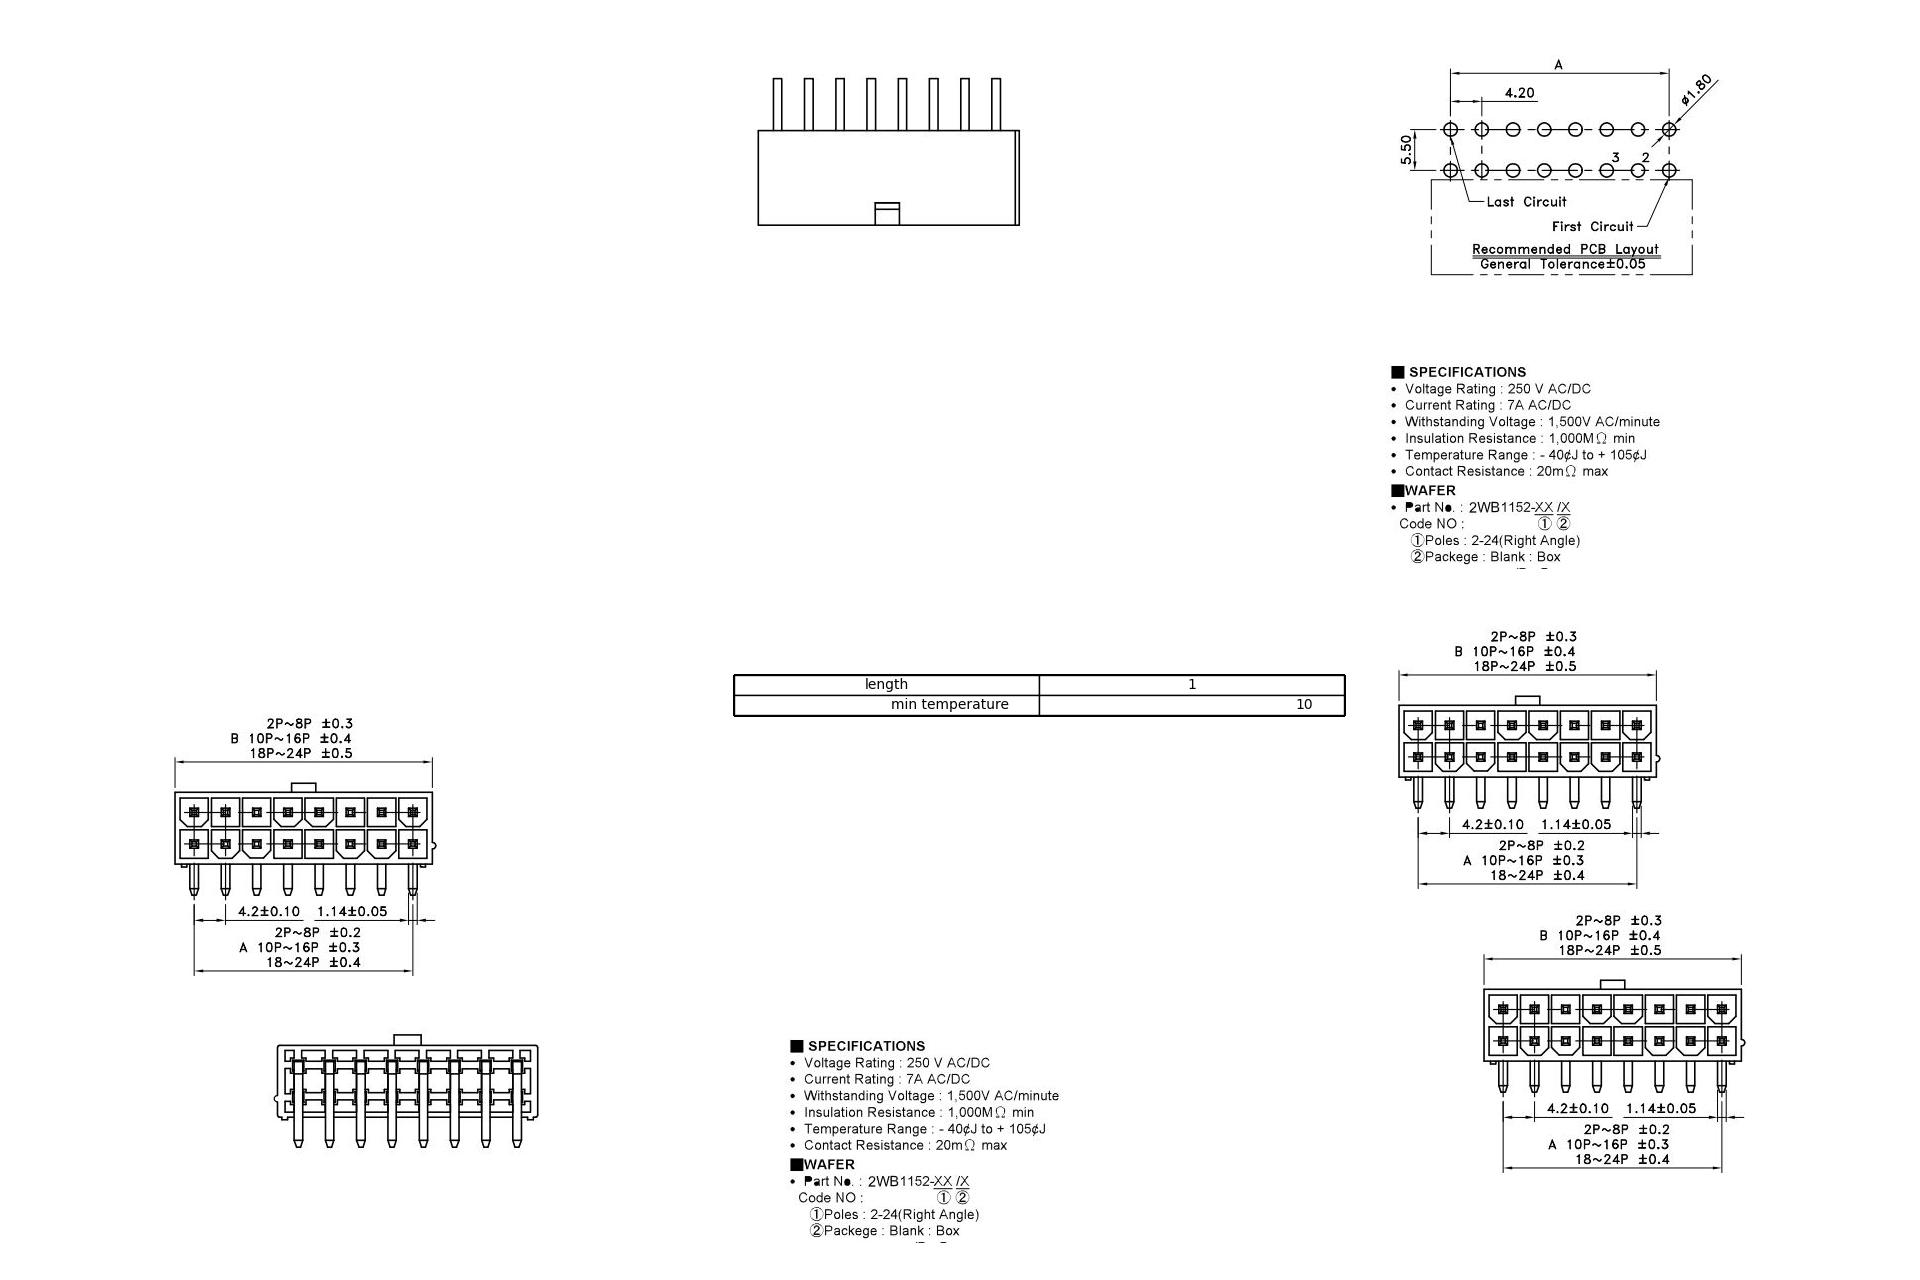 A
4.20
ø1.80
5.50
3 2
Last Circuit
First Circuit
Recommended PCB Layout
General Tolerance±0.05
■ SPECIFICATIONS
• Voltage Rating : 250 V AC/DC
• Current Rating : 7A AC/DC
• Withstanding Voltage : 1,500V AC/minute
• Insulation Resistance : 1,000MΩ min
• Temperature Range : - 40¢J to + 105¢J
• Contact Resistance : 20mΩ max
■WAFER
• Part No. : 2WB1152-XX /X
Code NO : ① ②
①Poles : 2-24(Right Angle)
②Packege : Blank : Box
length 1
min temperature 10
2P~8P ±0.3
B 10P~16P ±0.4
18P~24P ±0.5
4.2±0.10 1.14±0.05
2P~8P ±0.2
A 10P~16P ±0.3
18~24P ±0.4
2P~8P ±0.3
B 10P~16P ±0.4
18P~24P ±0.5
4.2±0.10 1.14±0.05
2P~8P ±0.2
A 10P~16P ±0.3
18~24P ±0.4
2P~8P ±0.3
B 10P~16P ±0.4
18P~24P ±0.5
4.2±0.10 1.14±0.05
2P~8P ±0.2
A 10P~16P ±0.3
18~24P ±0.4
■ SPECIFICATIONS
• Voltage Rating : 250 V AC/DC
• Current Rating : 7A AC/DC
• Withstanding Voltage : 1,500V AC/minute
• Insulation Resistance : 1,000MΩ min
• Temperature Range : - 40¢J to + 105¢J
• Contact Resistance : 20mΩ max
■WAFER
• Part No. : 2WB1152-XX /X
Code NO : ① ②
①Poles : 2-24(Right Angle)
②Packege : Blank : Box